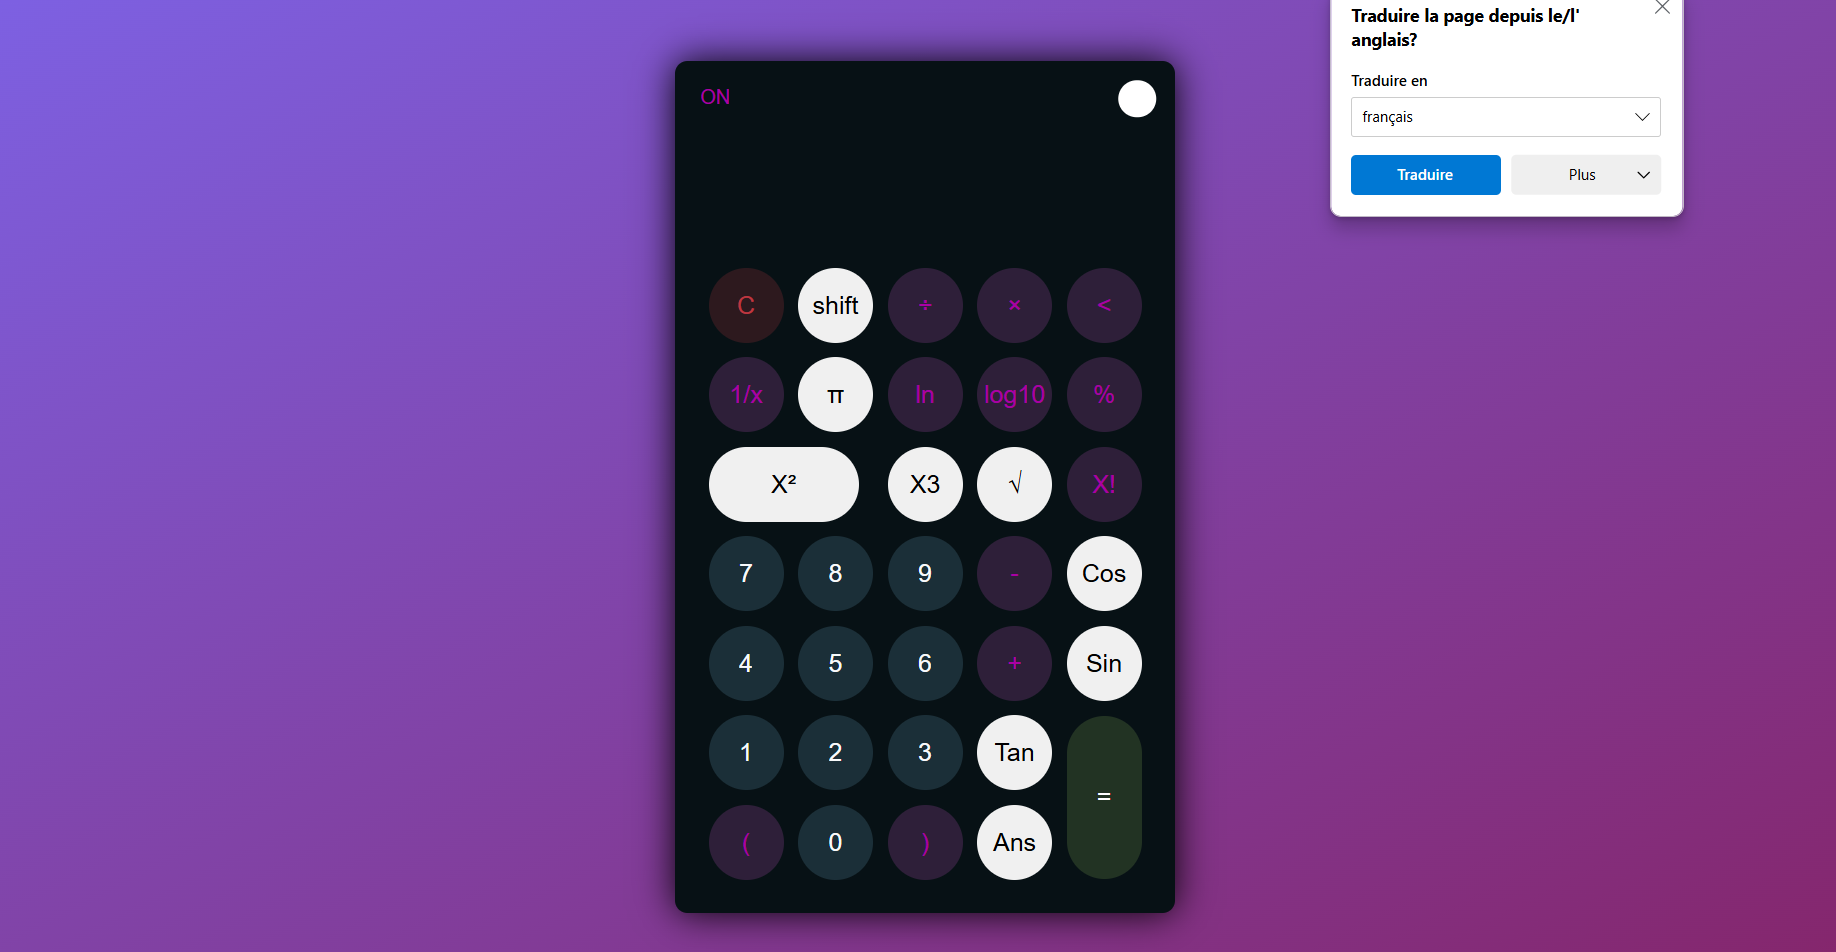 ON
C shift ÷ × <
1/x π ln log10 %
X² X3 √ X!
7 8 9 - Cos
4 5 6 + Sin
1 2 3 Tan
=
( 0 ) Ans
Traduire la page depuis le/l'
anglais?
Traduire en
français
Traduire Plus